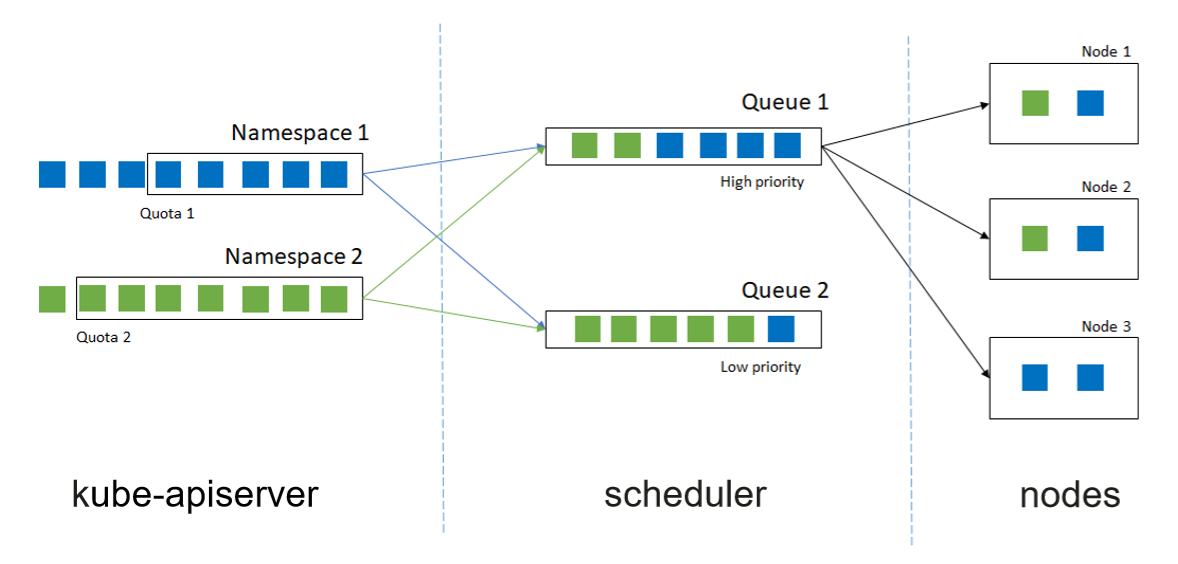 Node 1
Queue 1
Namespace 1
High priority
Node 2
Quota 1
Namespace 2
Queue 2
Node 3
Quota 2
Low priority
kube-apiserver
scheduler
nodes